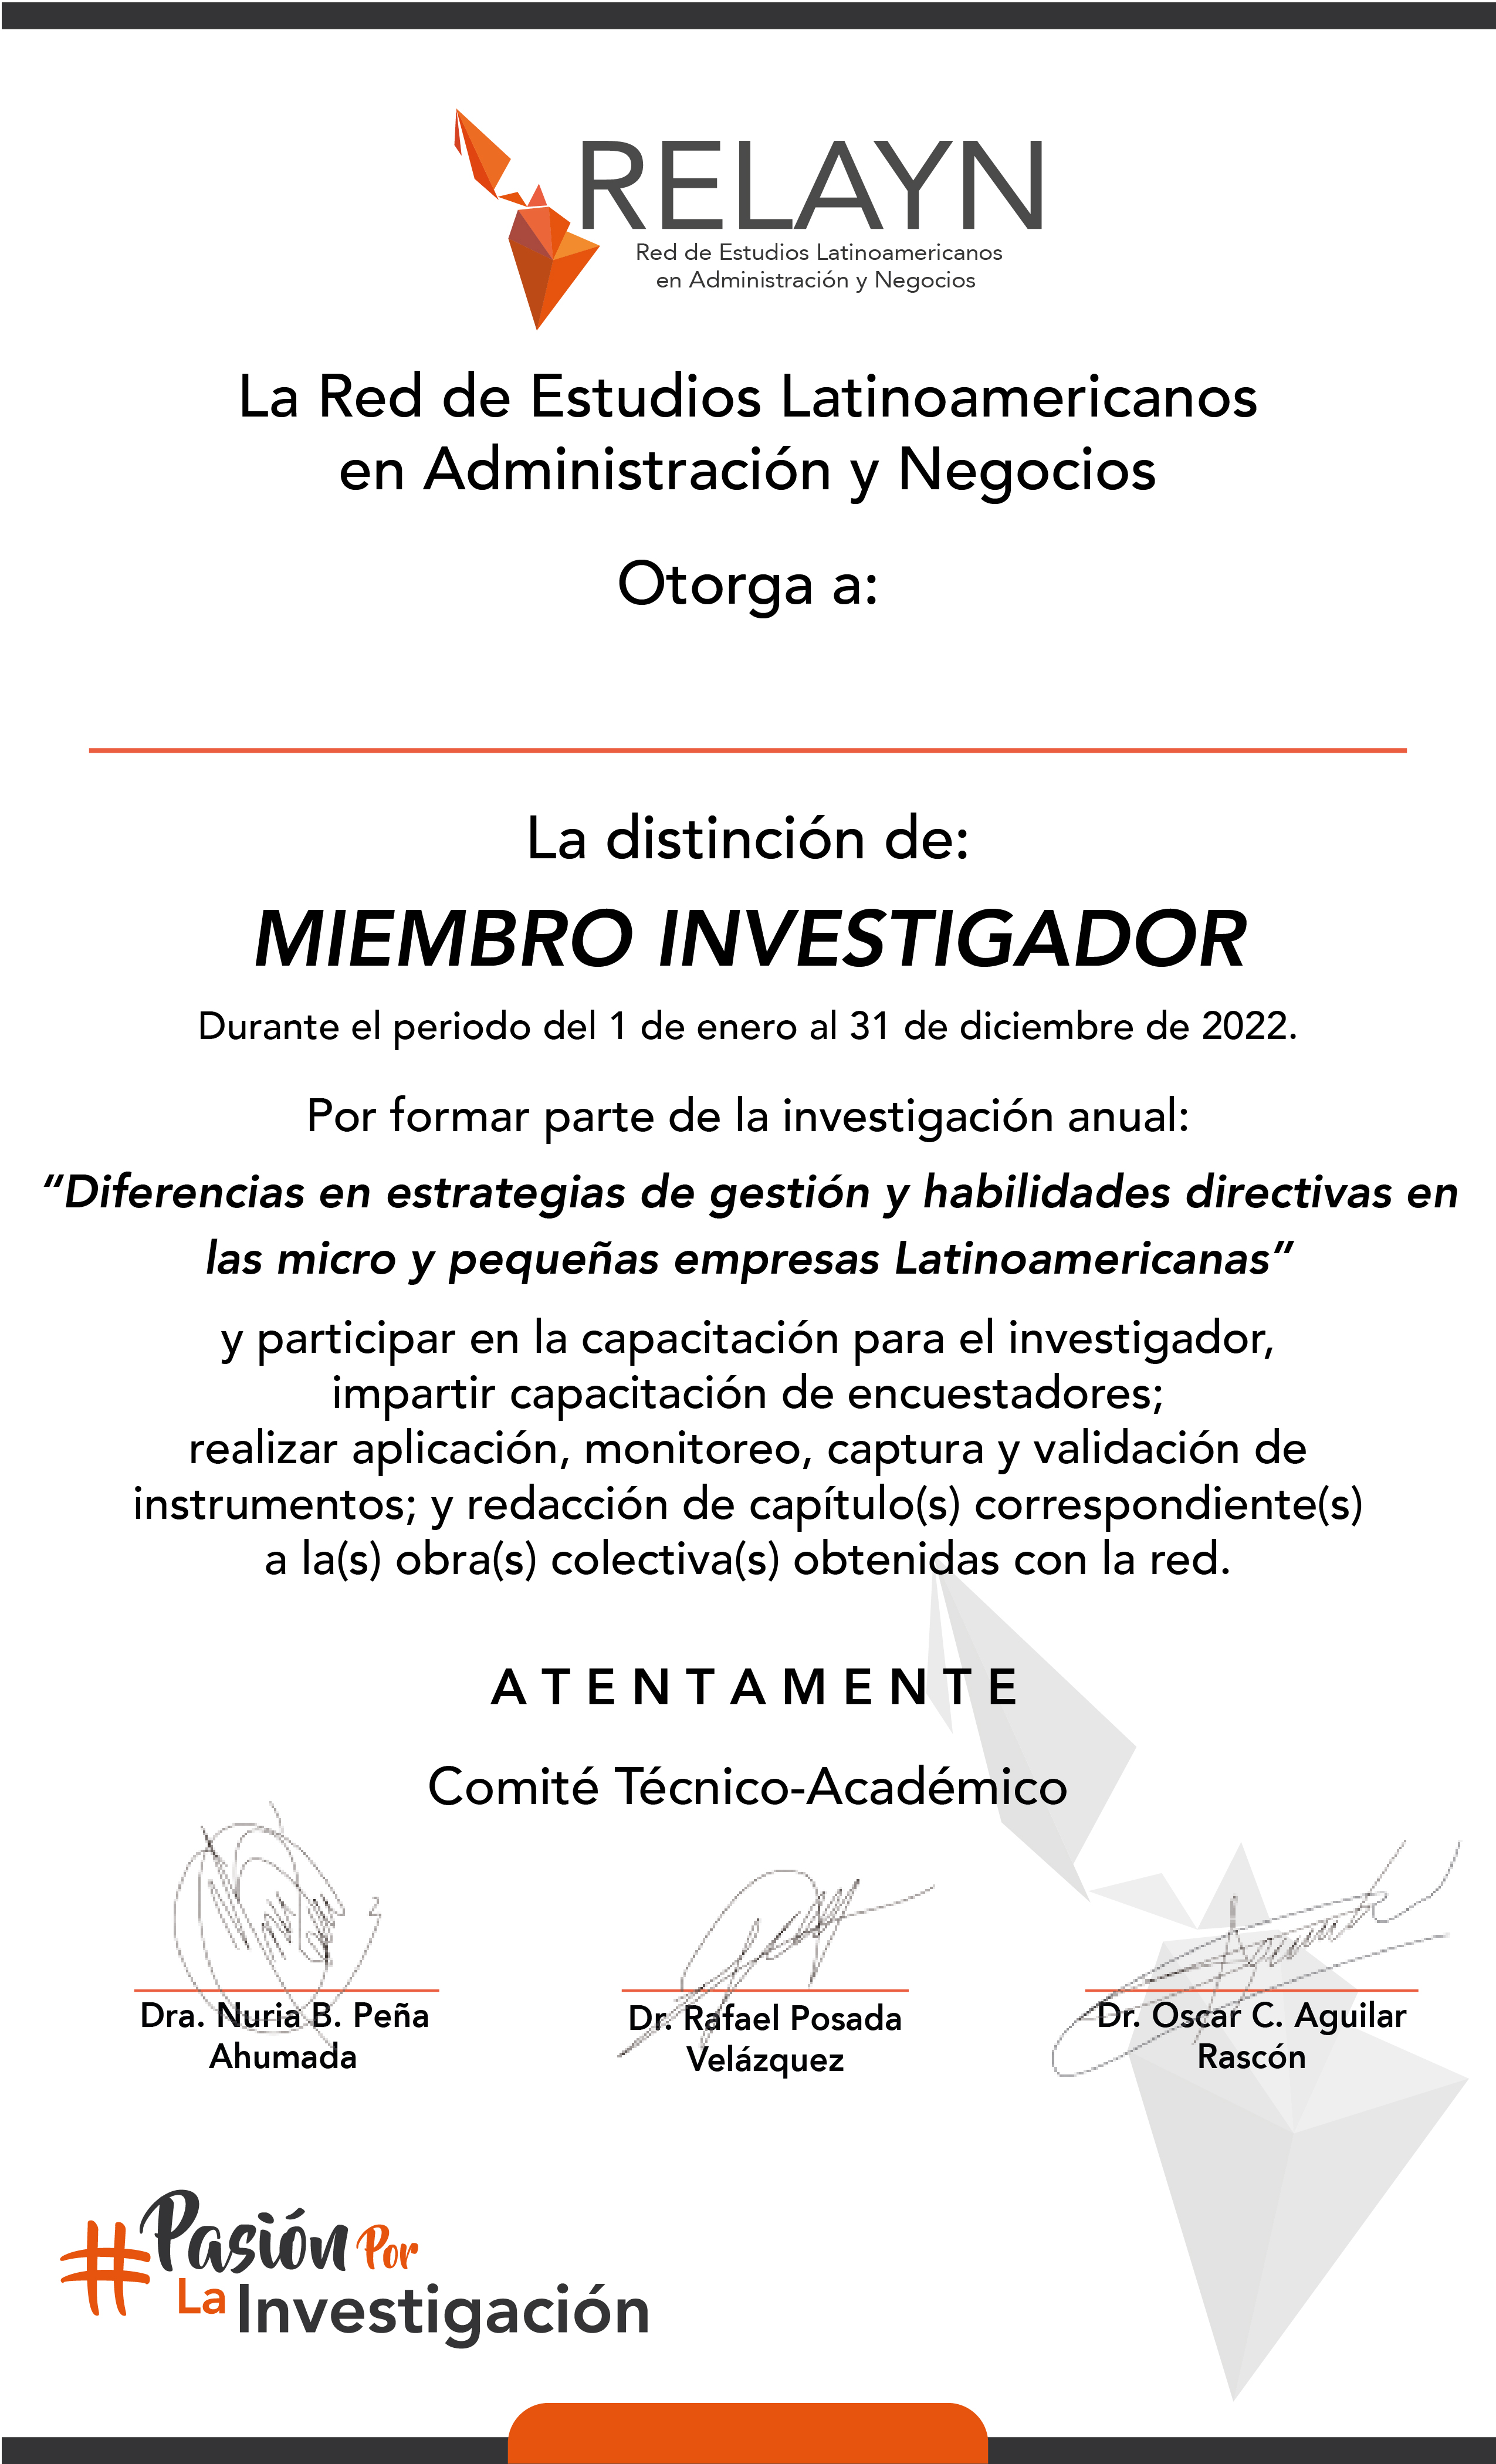 RELAYN
Red de Estudios Latinoamericanos
en Administración y Negocios
La Red de Estudios Latinoamericanos
en Administración y Negocios
Otorga a:
La distinción de:
MIEMBRO INVESTIGADOR
Durante el periodo del 1 de enero al 31 de diciembre de 2022.
Por formar parte de la investigación anual:
“Diferencias en estrategias de gestión y habilidades directivas en
las micro y pequeñas empresas Latinoamericanas”
y participar en la capacitación para el investigador,
impartir capacitación de encuestadores;
realizar aplicación, monitoreo, captura y validación de
instrumentos; y redacción de capítulo(s) correspondiente(s)
a la(s) obra(s) colectiva(s) obtenidas con la red.
ATENTAMENTE
Comité Técnico-Académico
Dra. Nuria B. Peña
Ahumada
Dr. Rafael Posada
Velázquez
Dr. Oscar C. Aguilar
Rascón
#Pasión Por
La Investigación